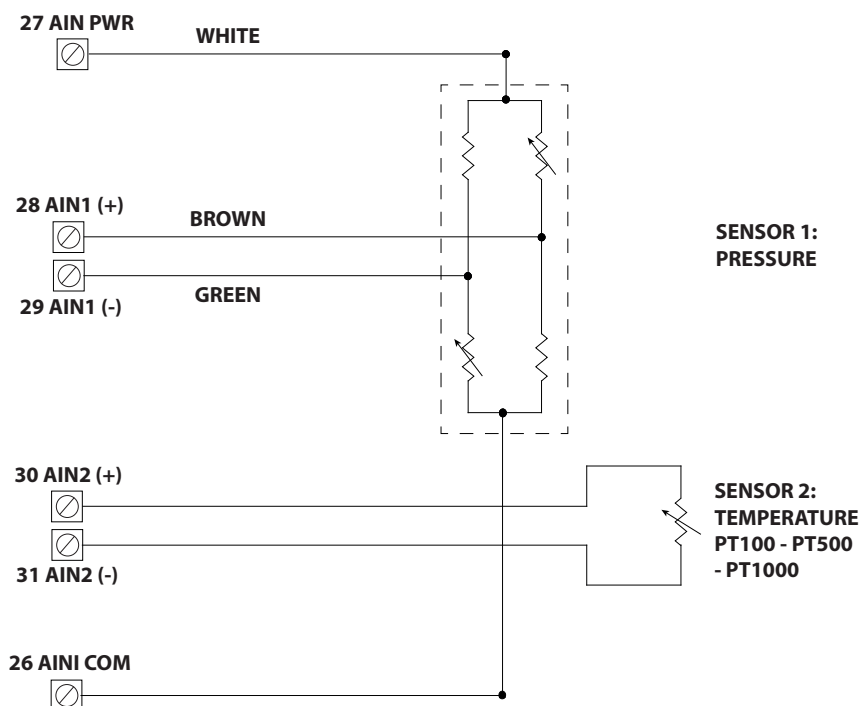 27 AIN PWR
WHITE
28 AIN1 (+)
BROWN
29 AIN1 (-)
GREEN
SENSOR 1:
PRESSURE
30 AIN2 (+)
31 AIN2 (-)
SENSOR 2:
TEMPERATURE
PT100 - PT500
- PT1000
26 AINI COM